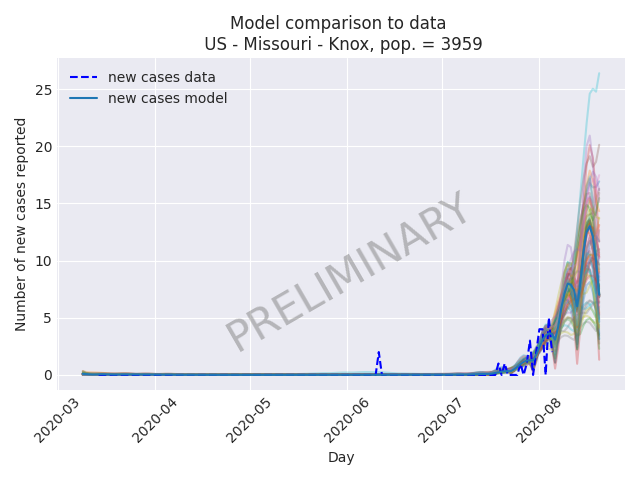 Model comparison to data
US - Missouri - Knox, pop. = 3959
new cases data
new cases model
Number of new cases reported
25
20
15
10
5
0
PRELIMINARY
2020-03
2020-04
2020-05
2020-06
2020-07
2020-08
Day